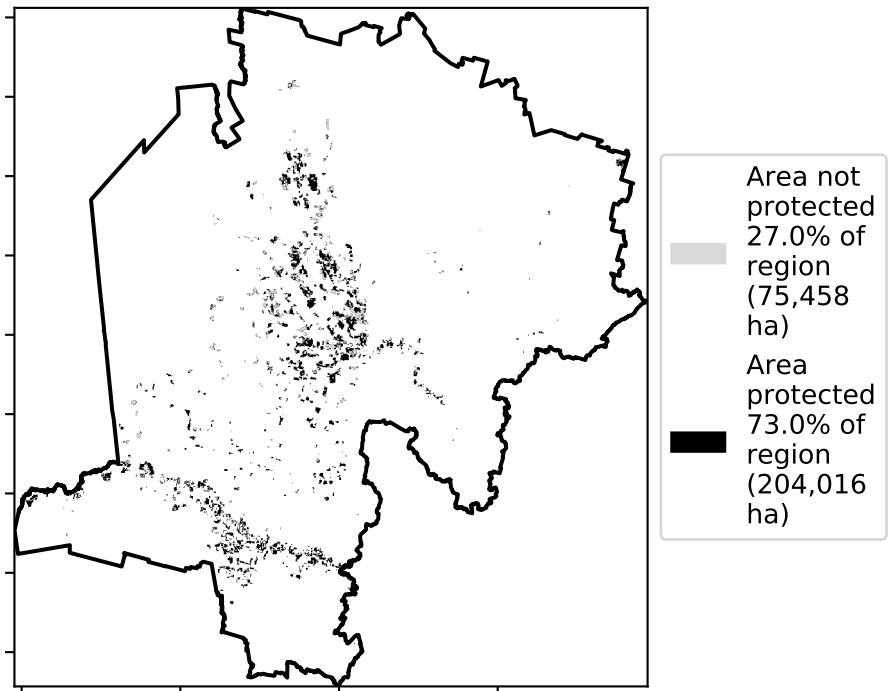 Area not
protected
27.0% of
region
(75,458
ha)
Area
protected
73.0% of
region
(204,016
ha)